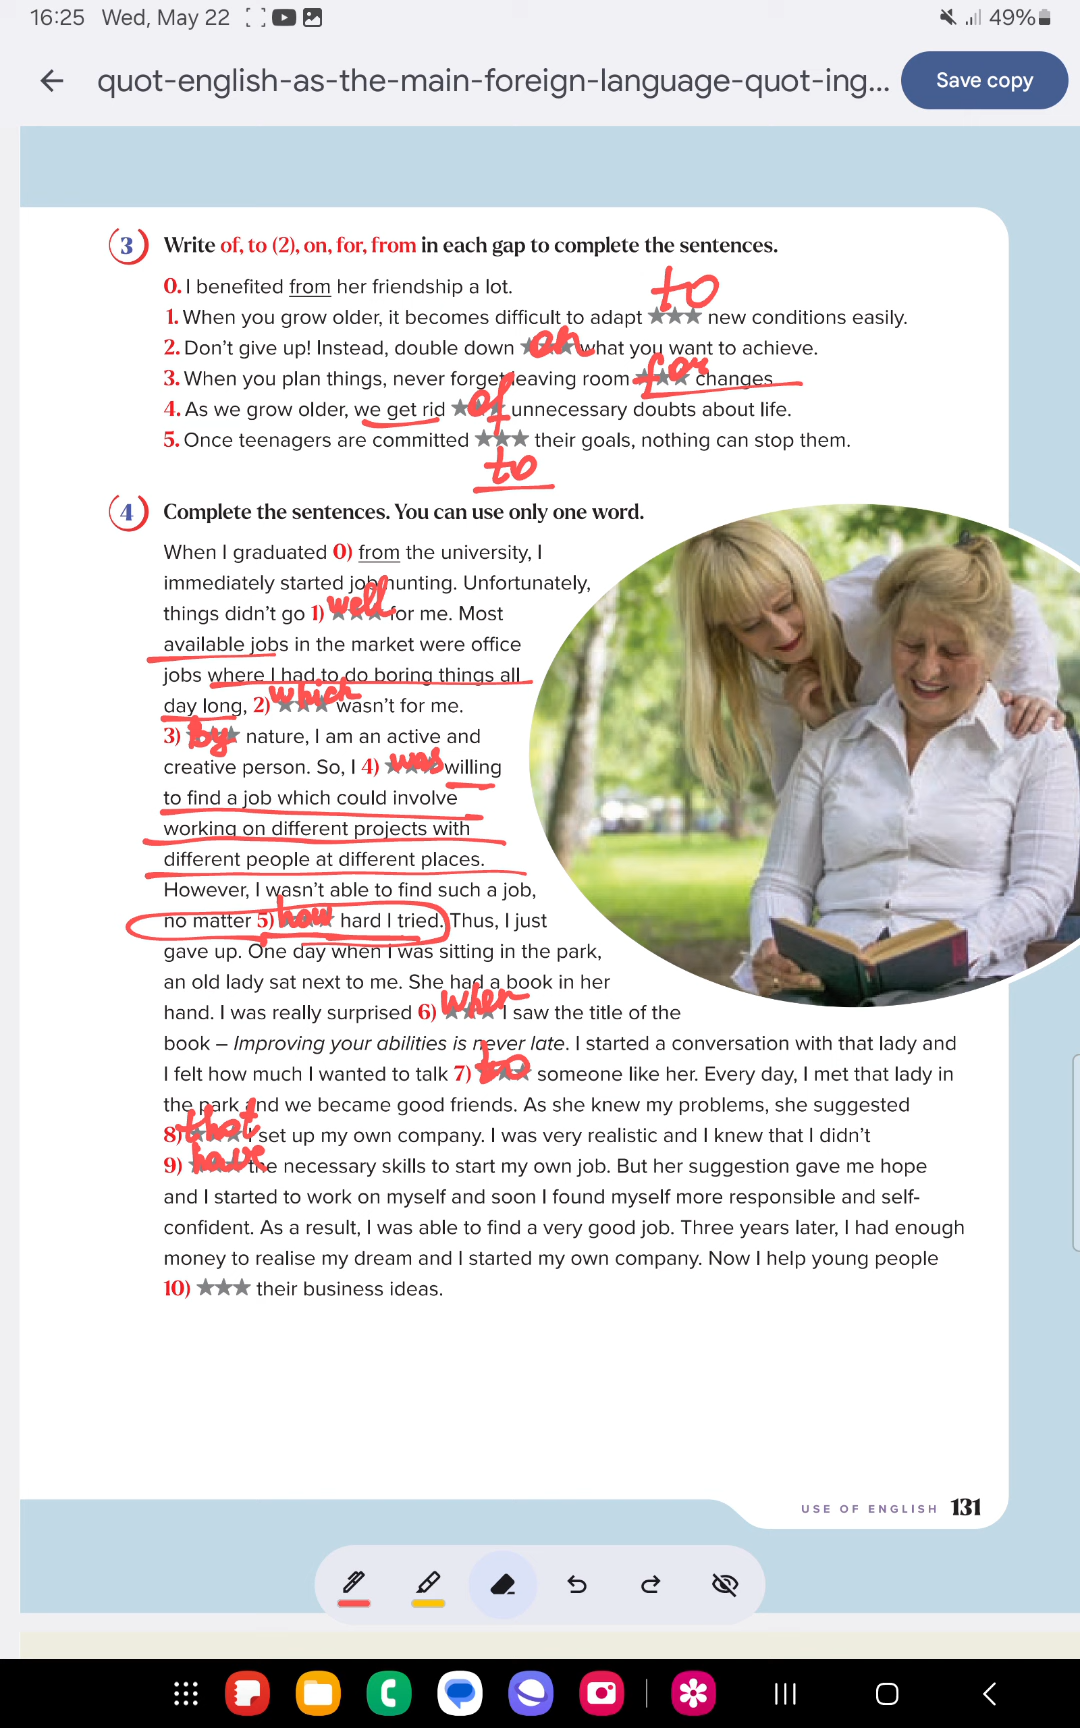 16:25 Wed, May 22 49%
quot-english-as-the-main-foreign-language-quot-ing... Save copy
3 Write of, to (2), on, for, from in each gap to complete the sentences.
0. I benefited from her friendship a lot.
to
1. When you grow older, it becomes difficult to adapt ★★★ new conditions easily.
2. Don't give up! Instead, double down on what you want to achieve.
3. When you plan things, never forget leaving room for changes
4. As we grow older, we get rid of unnecessary doubts about life.
5. Once teenagers are committed ★★★ their goals, nothing can stop them.
to
4 Complete the sentences. You can use only one word.
When I graduated 0) from the university, I
immediately started job hunting. Unfortunately,
things didn't go 1) well for me. Most
available jobs in the market were office
jobs where I had to do boring things all
day long, 2) which wasn't for me.
3) by nature, I am an active and
creative person. So, I 4) was willing
to find a job which could involve
working on different projects with
different people at different places.
However, I wasn't able to find such a job,
no matter 5) how hard I tried. Thus, I just
gave up. One day when I was sitting in the park,
an old lady sat next to me. She had a book in her
hand. I was really surprised 6) when I saw the title of the
book – Improving your abilities is never late. I started a conversation with that lady and
I felt how much I wanted to talk 7) to someone like her. Every day, I met that lady in
the park and we became good friends. As she knew my problems, she suggested
8) that I set up my own company. I was very realistic and I knew that I didn't
9) have the necessary skills to start my own job. But her suggestion gave me hope
and I started to work on myself and soon I found myself more responsible and self-
confident. As a result, I was able to find a very good job. Three years later, I had enough
money to realise my dream and I started my own company. Now I help young people
10) ★★★ their business ideas.
USE OF ENGLISH 131